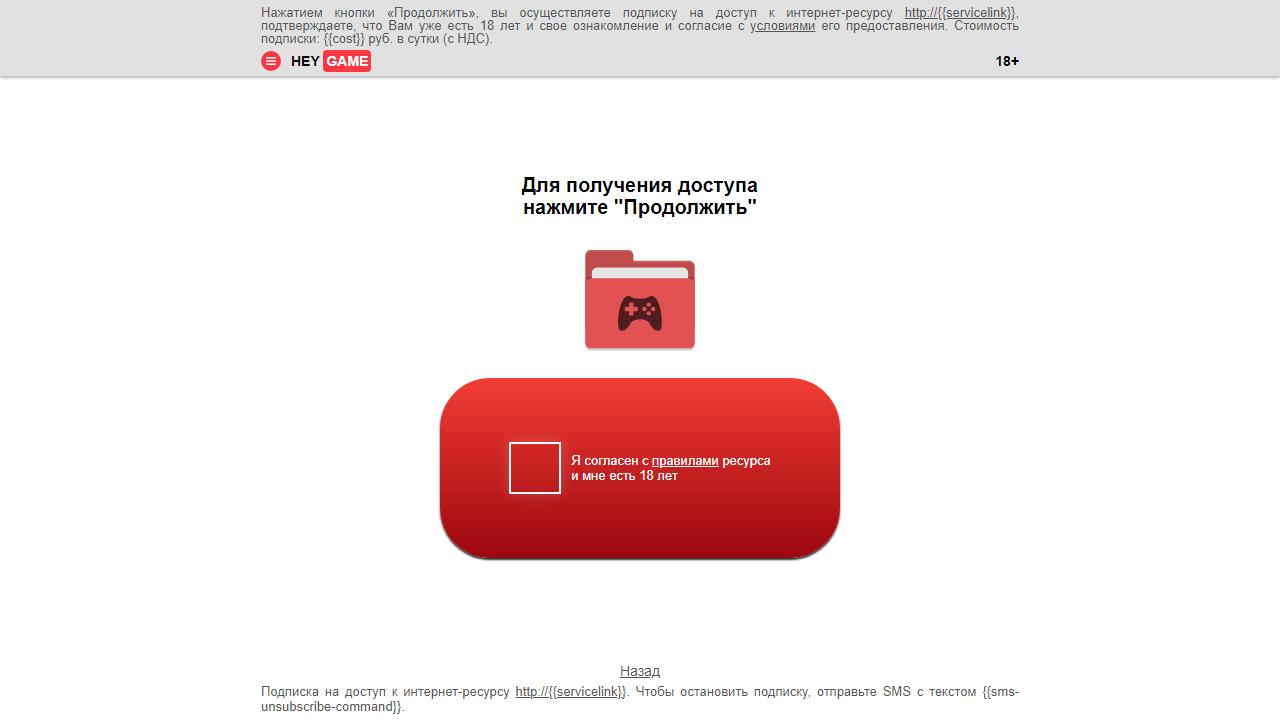 Нажатием кнопки «Продолжить», вы осуществляете подписку на доступ к интернет-ресурсу http://{{servicelink}},
подтверждаете, что Вам уже есть 18 лет и свое ознакомление и согласие с условиями его предоставления. Стоимость
подписки: {{cost}} руб. в сутки (с НДС).
HEY GAME 18+
Для получения доступа
нажмите "Продолжить"
Я согласен с правилами ресурса
и мне есть 18 лет
Назад
Подписка на доступ к интернет-ресурсу http://{{servicelink}}. Чтобы остановить подписку, отправьте SMS с текстом {{sms-
unsubscribe-command}}.